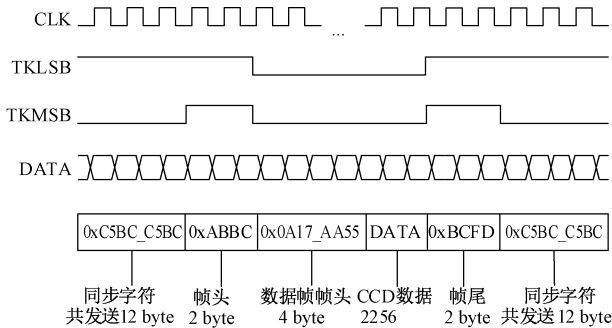 CLK
...
TKLSB
TKMSB
DATA
0xC5BC_C5BC 0xABBC 0x0A17_AA55 DATA 0xBCFD 0xC5BC_C5BC
同步字符 帧头 数据帧帧头 CCD数据 帧尾 同步字符
共发送12 byte 2 byte 4 byte 2256 2 byte 共发送12 byte